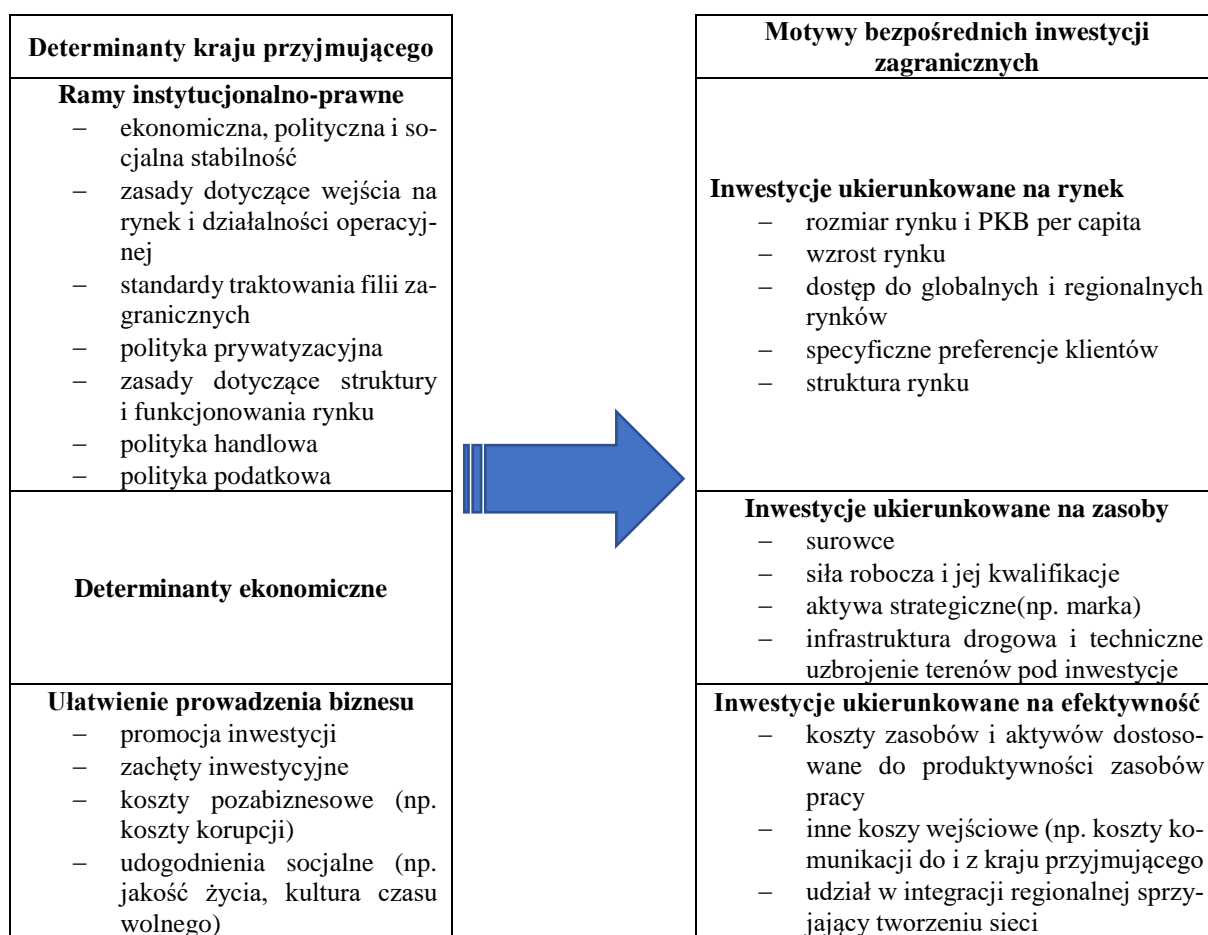 Determinanty kraju przyjmującego
Ramy instytucjonalno-prawne
– ekonomiczna, polityczna i so-
cjalna stabilność
– zasady dotyczące wejścia na
rynek i działalności operacyj-
nej
– standardy traktowania filii za-
granicznych
– polityka prywatyzacyjna
– zasady dotyczące struktury
i funkcjonowania rynku
– polityka handlowa
– polityka podatkowa
Determinanty ekonomiczne
Ułatwienie prowadzenia biznesu
– promocja inwestycji
– zachęty inwestycyjne
– koszty pozabiznesowe (np.
koszty korupcji)
– udogodnienia socjalne (np.
jakość życia, kultura czasu
wolnego)
Motywy bezpośrednich inwestycji
zagranicznych
Inwestycje ukierunkowane na rynek
– rozmiar rynku i PKB per capita
– wzrost rynku
– dostęp do globalnych i regionalnych
rynków
– specyficzne preferencje klientów
– struktura rynku
Inwestycje ukierunkowane na zasoby
– surowce
– siła robocza i jej kwalifikacje
– aktywa strategiczne(np. marka)
– infrastruktura drogowa i techniczne
uzbrojenie terenów pod inwestycje
Inwestycje ukierunkowane na efektywność
– koszty zasobów i aktywów dostoso-
wane do produktywności zasobów
pracy
– inne koszy wejściowe (np. koszty ko-
munikacji do i z kraju przyjmującego
– udział w integracji regionalnej sprzy-
jający tworzeniu sieci